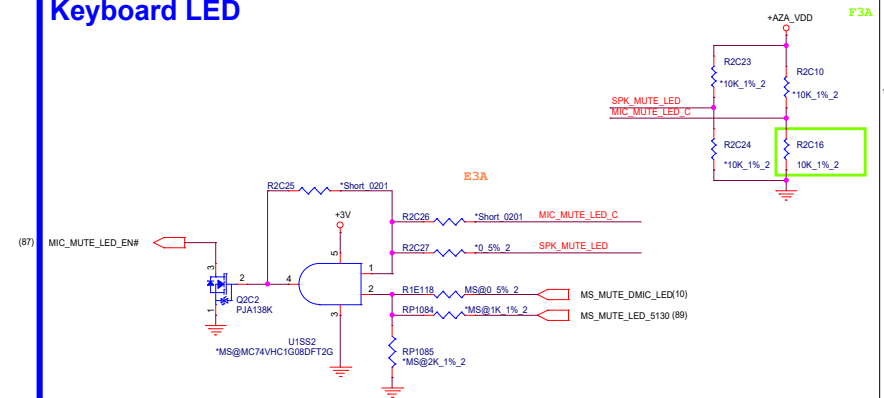 Keyboard LED
+AZA_VDD
F3A
R2C23
*10K_1%_2
R2C10
*10K_1%_2
SPK_MUTE_LED
MIC_MUTE_LED_C
R2C24
*10K_1%_2
R2C16
10K_1%_2
E3A
R2C25
*Short_0201
+3V
R2C26
*Short_0201
MIC_MUTE_LED_C
(87)
MIC_MUTE_LED_EN#
R2C27
*0_5%_2
SPK_MUTE_LED
5
1
3
2
4
2
R1E118
MS@0_5%_2
MS_MUTE_DMIC_LED(10)
Q2C2
PJA138K
1
3
RP1084
*MS@1K_1%_2
MS_MUTE_LED_5130 (89)
U1SS2
*MS@MC74VHC1G08DFT2G
RP1085
*MS@2K_1%_2